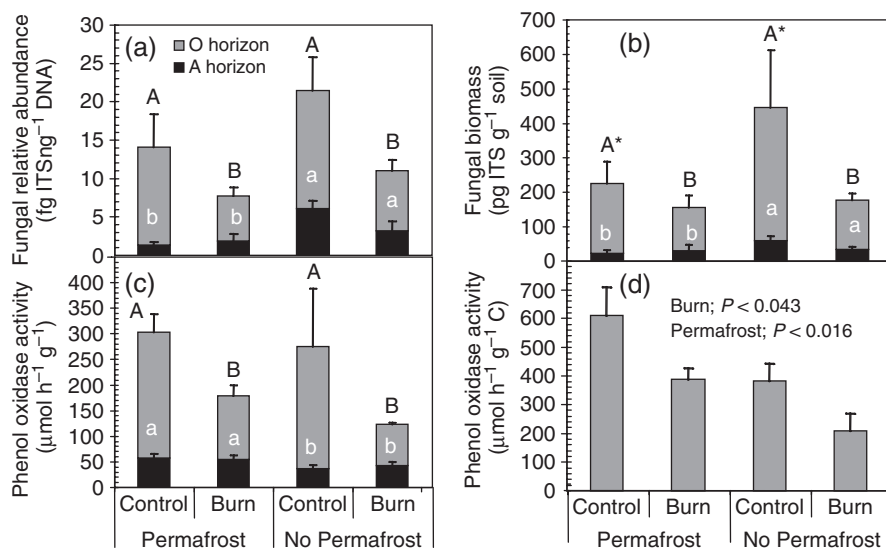 (a)
O horizon
A horizon
Fungal relative abundance
(fg ITSng⁻¹ DNA)
30
25
20
15
10
5
0
A
B
A
B
b
b
a
a
(b)
Fungal biomass
(pg ITS g⁻¹ soil)
700
600
500
400
300
200
100
0
A*
B
A*
B
b
b
a
a
(c)
Phenol oxidase activity
(µmol h⁻¹ g⁻¹)
400
350
300
250
200
150
100
50
0
A
B
A
B
a
a
b
b
Control Burn Control Burn
Permafrost No Permafrost
(d)
Burn; P < 0.043
Permafrost; P < 0.016
Phenol oxidase activity
(µmol h⁻¹ g⁻¹ C)
700
600
500
400
300
200
100
0
Control Burn Control Burn
Permafrost No Permafrost